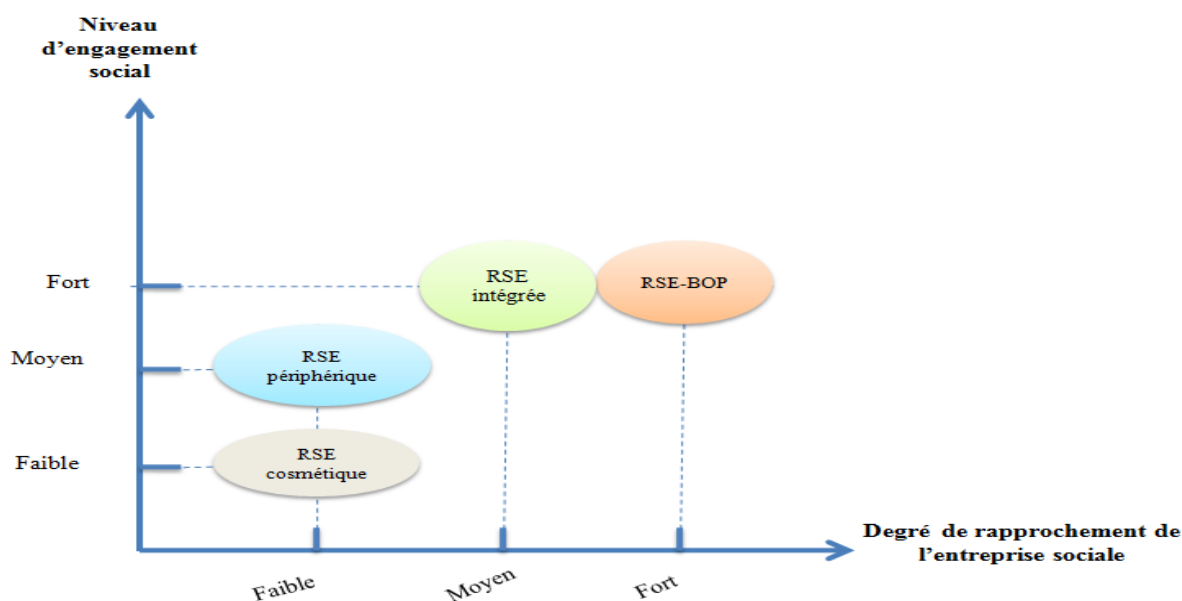 Niveau
d’engagement
social
Fort
RSE
intégrée
RSE-BOP
Moyen
RSE
périphérique
Faible
RSE
cosmétique
Degré de rapprochement de
l’entreprise sociale
Faible
Moyen
Fort